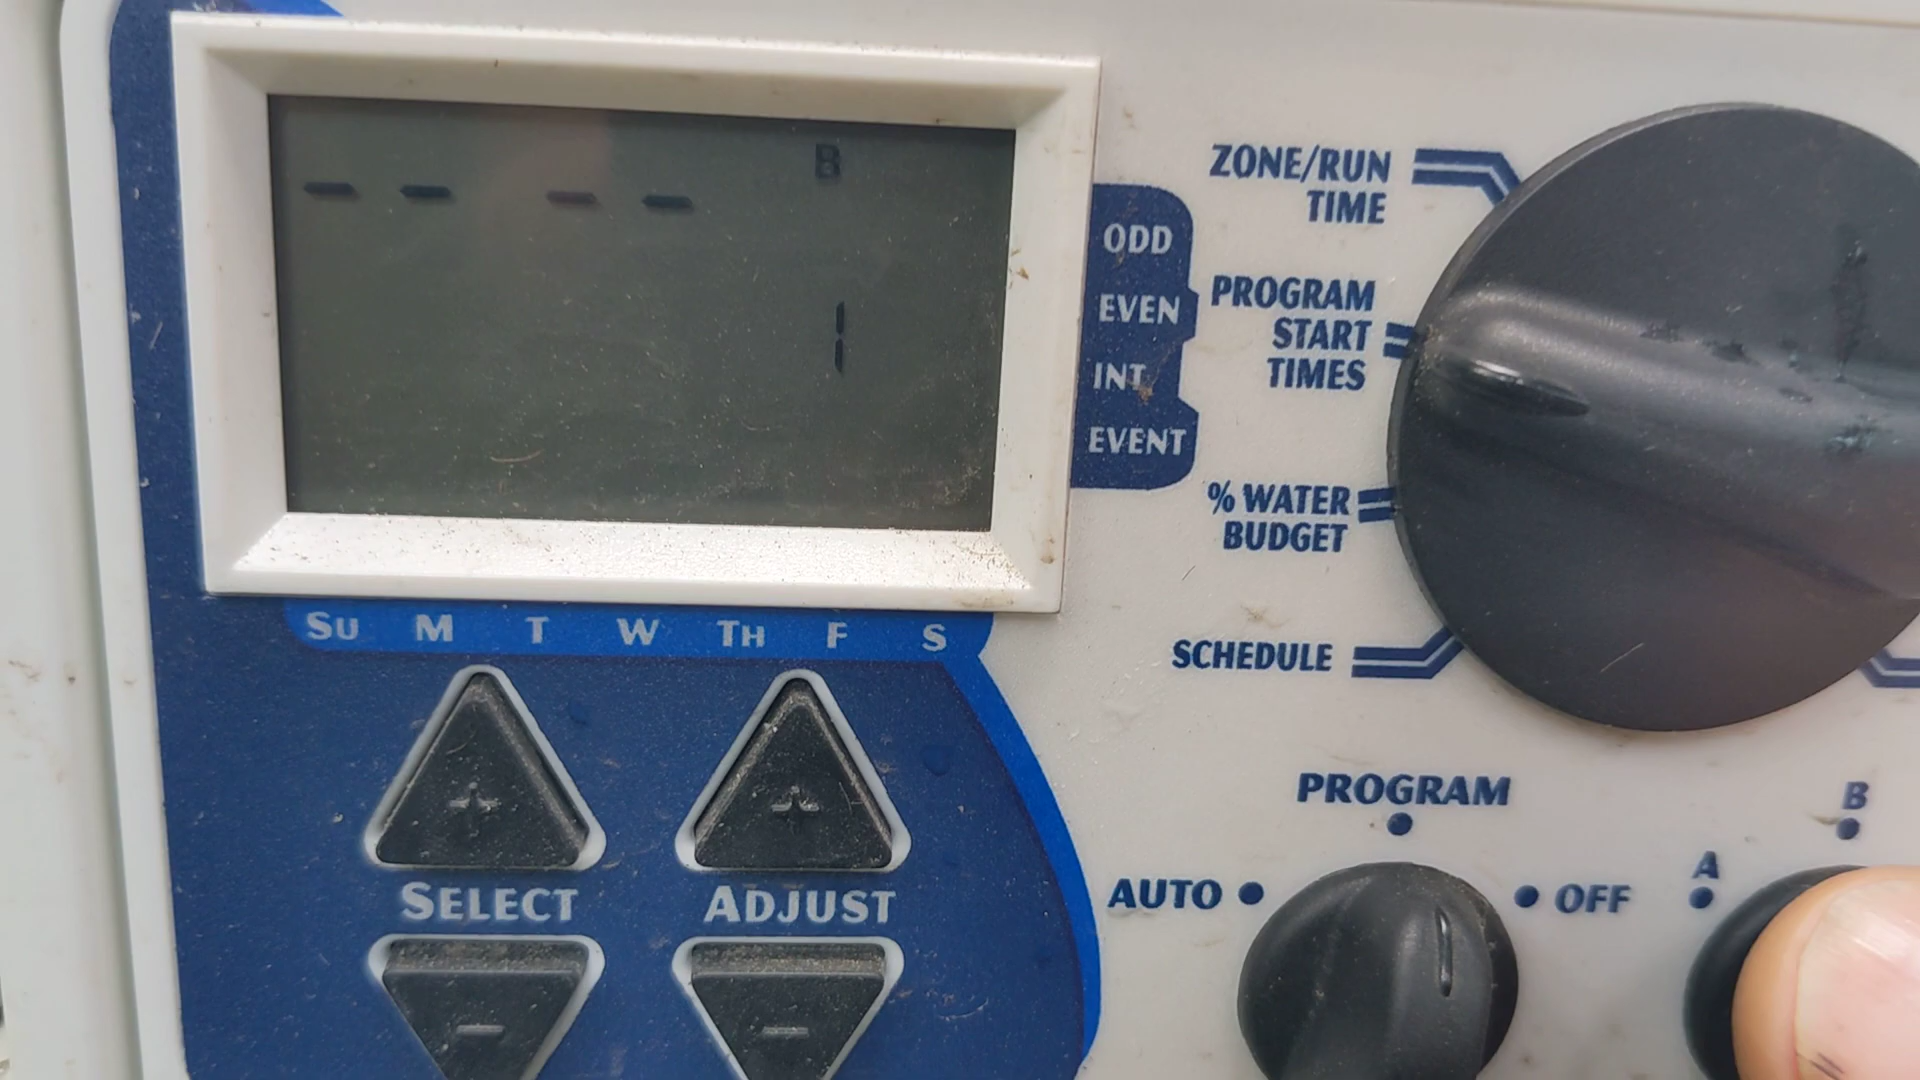 -- -- B
1
ODD
EVEN
INT
EVENT
SU M T W TH F S
+ +
SELECT ADJUST
- -
ZONE/RUN
TIME
PROGRAM
START
TIMES
% WATER
BUDGET
SCHEDULE
PROGRAM
AUTO OFF
A B